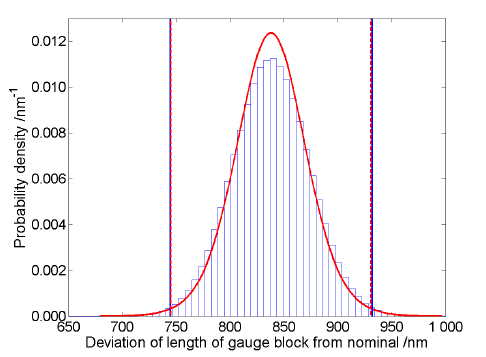 0.012
0.010
0.008
0.006
0.004
0.002
0.000
Probability density /nm-1
650 700 750 800 850 900 950 1 000
Deviation of length of gauge block from nominal /nm